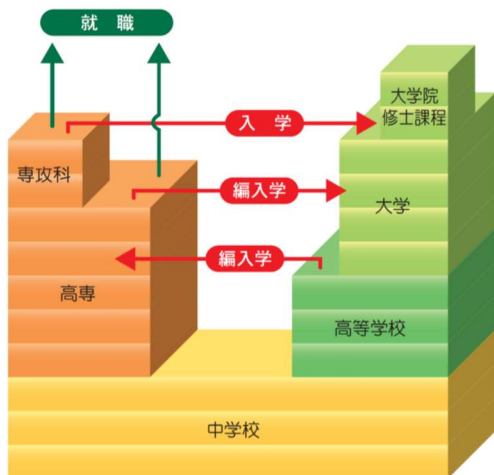 就職
入学
大学院
修士課程
専攻科
編入学
大学
編入学
高専
高等学校
中学校